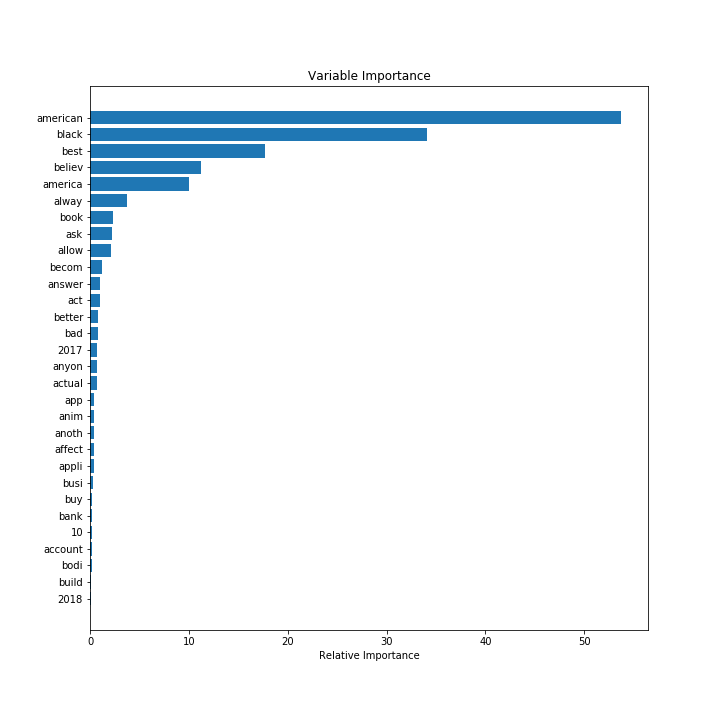 Variable Importance
american
black
best
believ
america
alway
book
ask
allow
becom
answer
act
better
bad
2017
anyon
actual
app
anim
anoth
affect
appli
busi
buy
bank
10
account
bodi
build
2018
0 10 20 30 40 50
Relative Importance